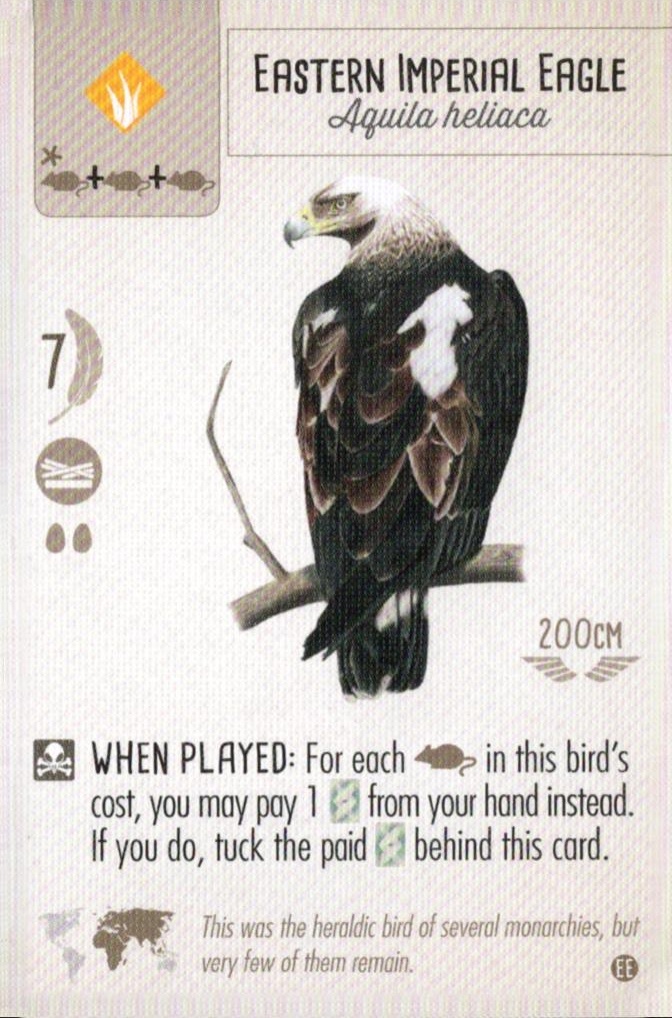 EASTERN IMPERIAL EAGLE
Aquila heliaca
*
+ +
7
200CM
WHEN PLAYED: For each in this bird's
cost, you may pay 1 from your hand instead.
If you do, tuck the paid behind this card.
This was the heraldic bird of several monarchies, but
very few of them remain.
EE